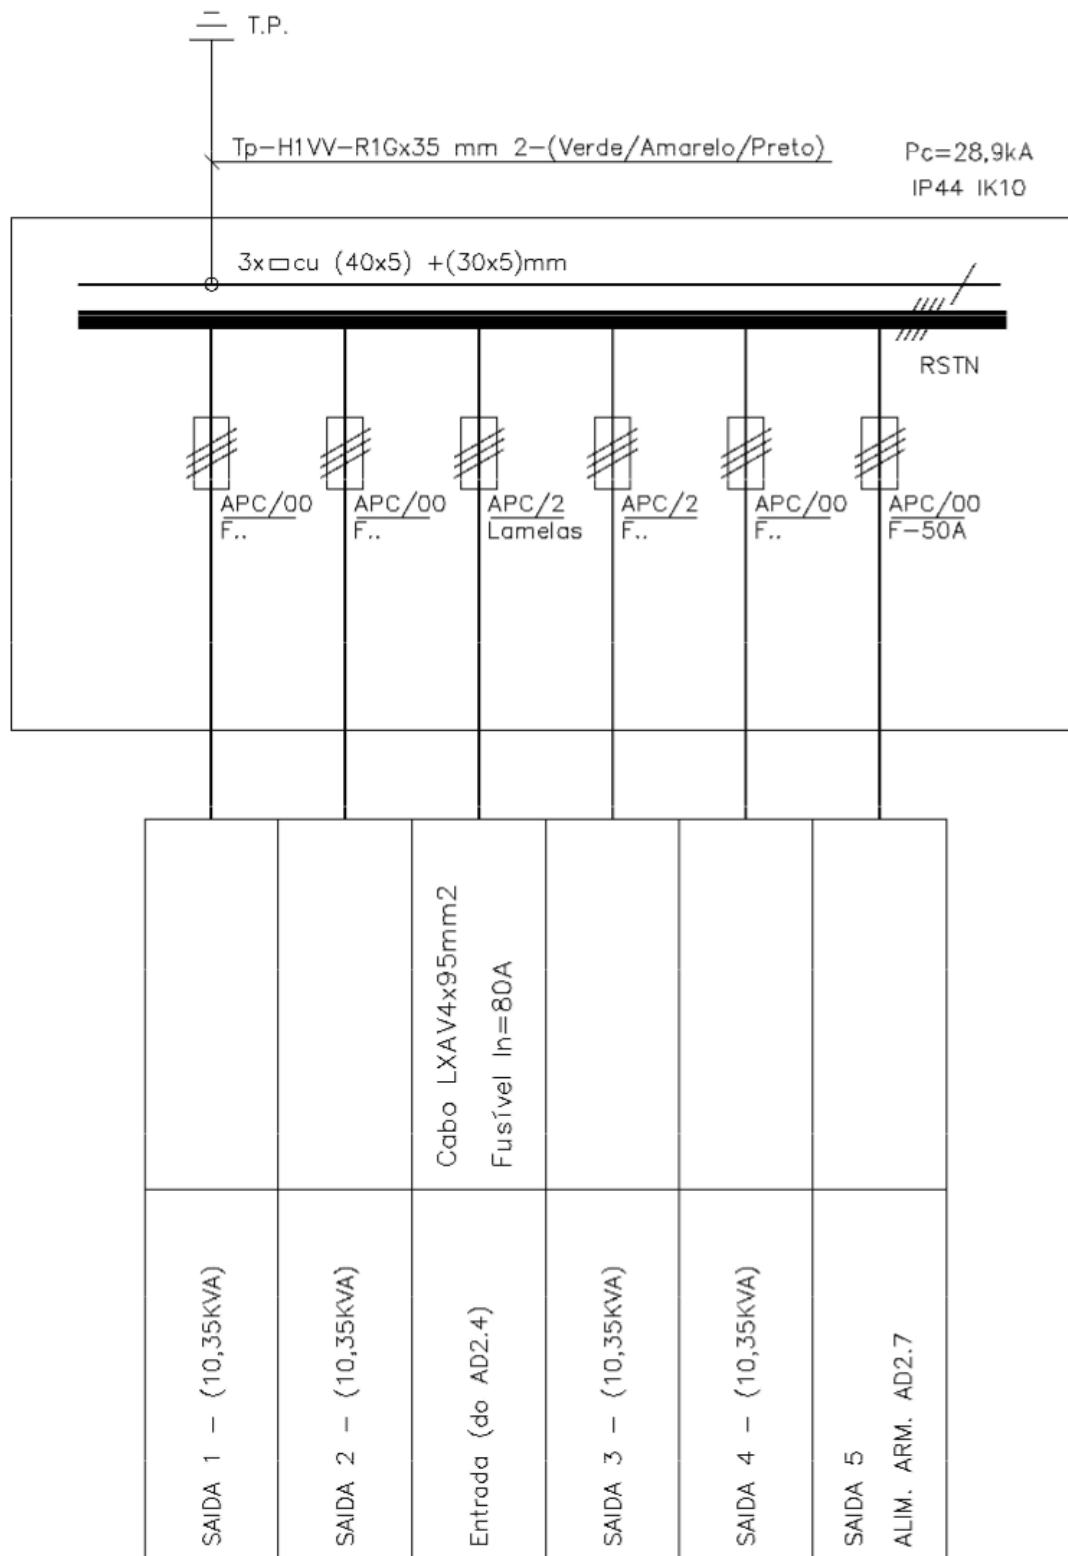 T.P.
Tp-H1VV-R1Gx35 mm 2-(Verde/Amarelo/Preto)
Pc=28,9kA
IP44 IK10
3x▭cu (40x5) +(30x5)mm
RSTN
APC/00
F..
APC/00
F..
APC/2
Lamelas
APC/2
F..
APC/00
F..
APC/00
F-50A
Cabo LXAV4x95mm2
Fusível In=80A
SAIDA 1 - (10,35KVA)
SAIDA 2 - (10,35KVA)
Entrada (do AD2.4)
SAIDA 3 - (10,35KVA)
SAIDA 4 - (10,35KVA)
SAIDA 5
ALIM. ARM. AD2.7